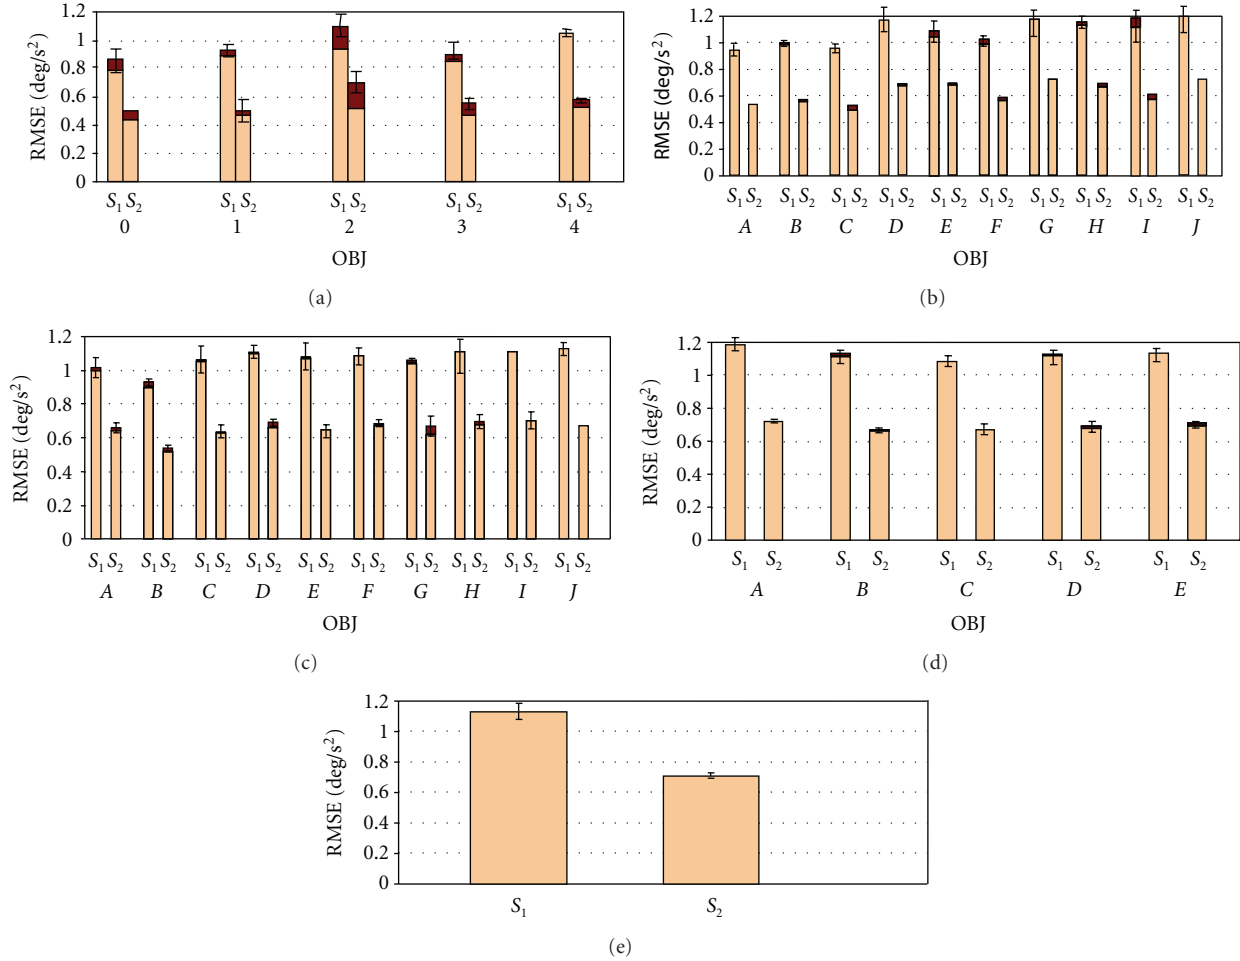 RMSE (deg/s²)
1.2
1
0.8
0.6
0.4
0.2
0
S₁ S₂ S₁ S₂ S₁ S₂ S₁ S₂ S₁ S₂
0 1 2 3 4
OBJ
(a)
RMSE (deg/s²)
1.2
1
0.8
0.6
0.4
0.2
0
S₁ S₂ S₁ S₂ S₁ S₂ S₁ S₂ S₁ S₂ S₁ S₂ S₁ S₂ S₁ S₂ S₁ S₂ S₁ S₂
A B C D E F G H I J
OBJ
(b)
RMSE (deg/s²)
1.2
1
0.8
0.6
0.4
0.2
0
S₁ S₂ S₁ S₂ S₁ S₂ S₁ S₂ S₁ S₂ S₁ S₂ S₁ S₂ S₁ S₂ S₁ S₂ S₁ S₂
A B C D E F G H I J
OBJ
(c)
RMSE (deg/s²)
1.2
1
0.8
0.6
0.4
0.2
0
S₁ S₂ S₁ S₂ S₁ S₂ S₁ S₂ S₁ S₂
A B C D E
OBJ
(d)
RMSE (deg/s²)
1.2
1
0.8
0.6
0.4
0.2
0
S₁ S₂
(e)